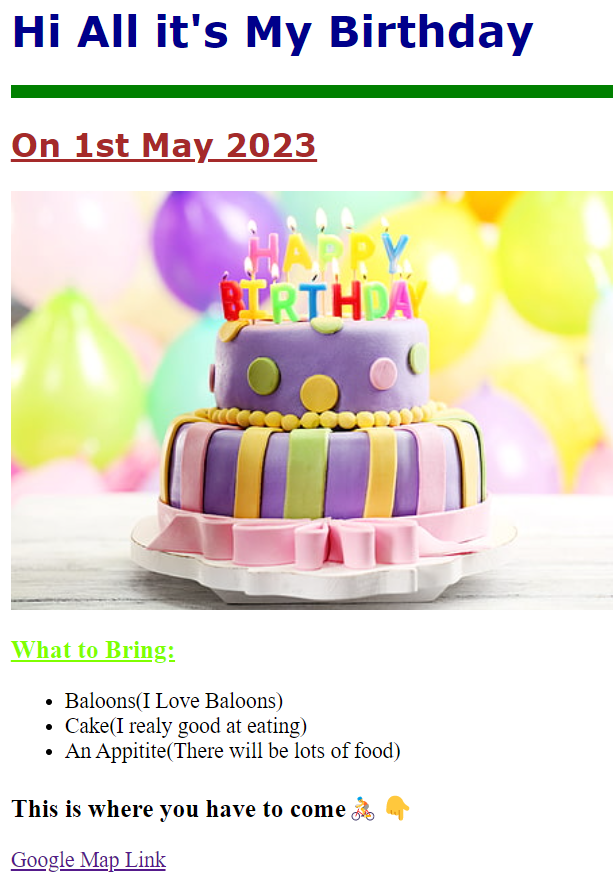 Hi All it's My Birthday
On 1st May 2023
HAPPY
BIRTHDAY
What to Bring:
Baloons(I Love Baloons)
Cake(I realy good at eating)
An Appitite(There will be lots of food)
This is where you have to come 🚴 👇
Google Map Link